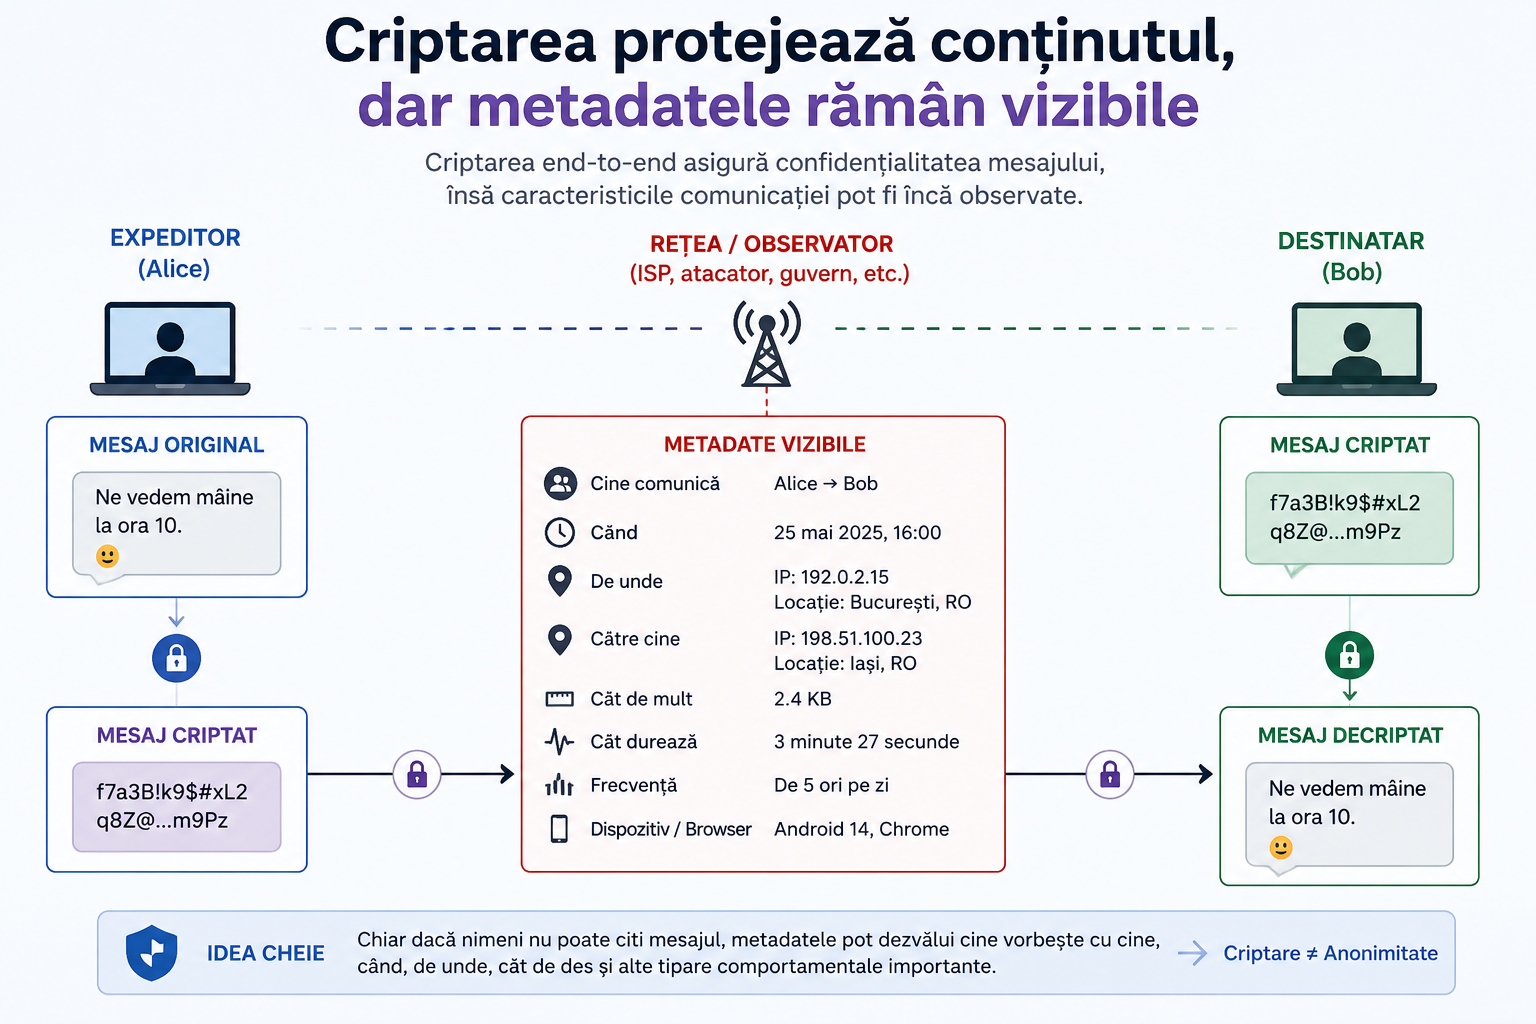 Criptarea protejează conținutul,
dar metadatele rămân vizibile
Criptarea end-to-end asigură confidențialitatea mesajului,
însă caracteristicile comunicației pot fi încă observate.
EXPEDITOR
(Alice)
REȚEA / OBSERVATOR
(ISP, atacator, guvern, etc.)
DESTINATAR
(Bob)
MESAJ ORIGINAL
Ne vedem mâine
la ora 10.
🙂
MESAJ CRIPTAT
f7a3B!k9$#xL2
q8Z@...m9Pz
METADATE VIZIBILE
Cine comunică Alice → Bob
Cănd 25 mai 2025, 16:00
De unde IP: 192.0.2.15
Locație: București, RO
Către cine IP: 198.51.100.23
Locație: Iași, RO
Căt de mult 2.4 KB
Căt durează 3 minute 27 secunde
Frecvență De 5 ori pe zi
Dispozitiv / Browser Android 14, Chrome
MESAJ CRIPTAT
f7a3B!k9$#xL2
q8Z@...m9Pz
MESAJ DECRIPTAT
Ne vedem mâine
la ora 10.
🙂
IDEA CHEIE
Chiar dacă nimeni nu poate citi mesajul, metadatele pot dezvălui cine vorbește cu cine,
când, de unde, căt de des și alte tipare comportamentale importante.
→ Criptare ≠ Anonimitate